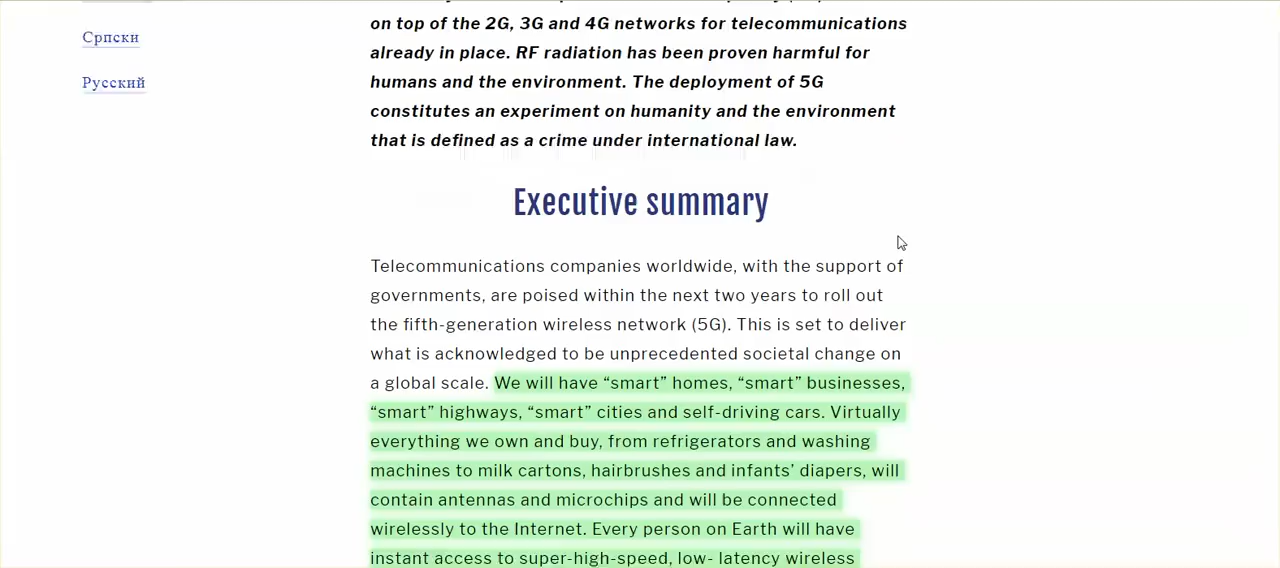 Српски
Русский
on top of the 2G, 3G and 4G networks for telecommunications
already in place. RF radiation has been proven harmful for
humans and the environment. The deployment of 5G
constitutes an experiment on humanity and the environment
that is defined as a crime under international law.
Executive summary
Telecommunications companies worldwide, with the support of
governments, are poised within the next two years to roll out
the fifth-generation wireless network (5G). This is set to deliver
what is acknowledged to be unprecedented societal change on
a global scale. We will have “smart” homes, “smart” businesses,
“smart” highways, “smart” cities and self-driving cars. Virtually
everything we own and buy, from refrigerators and washing
machines to milk cartons, hairbrushes and infants’ diapers, will
contain antennas and microchips and will be connected
wirelessly to the Internet. Every person on Earth will have
instant access to super-high-speed, low- latency wireless